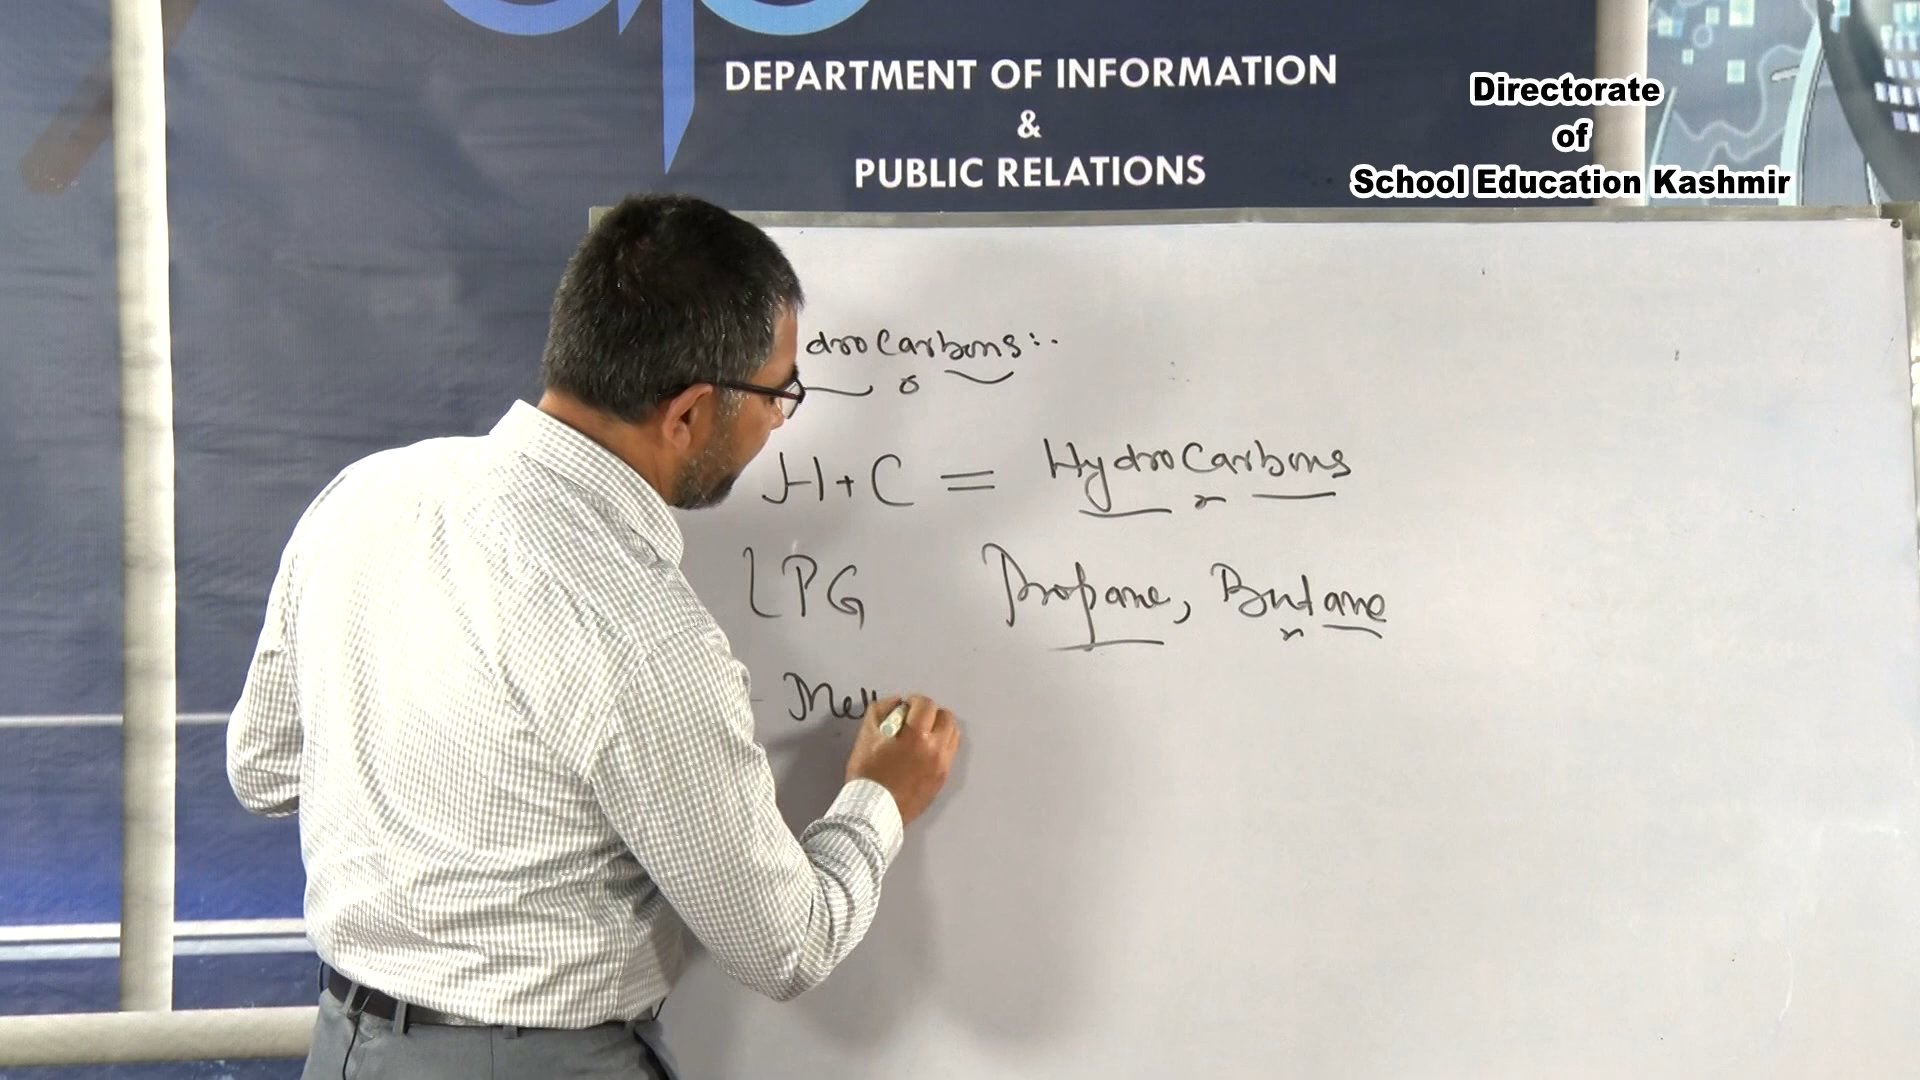 DEPARTMENT OF INFORMATION
&
PUBLIC RELATIONS
Directorate
of
School Education Kashmir
droCarbons:.
H+C = HydroCarbons
LPG Propane, Butane